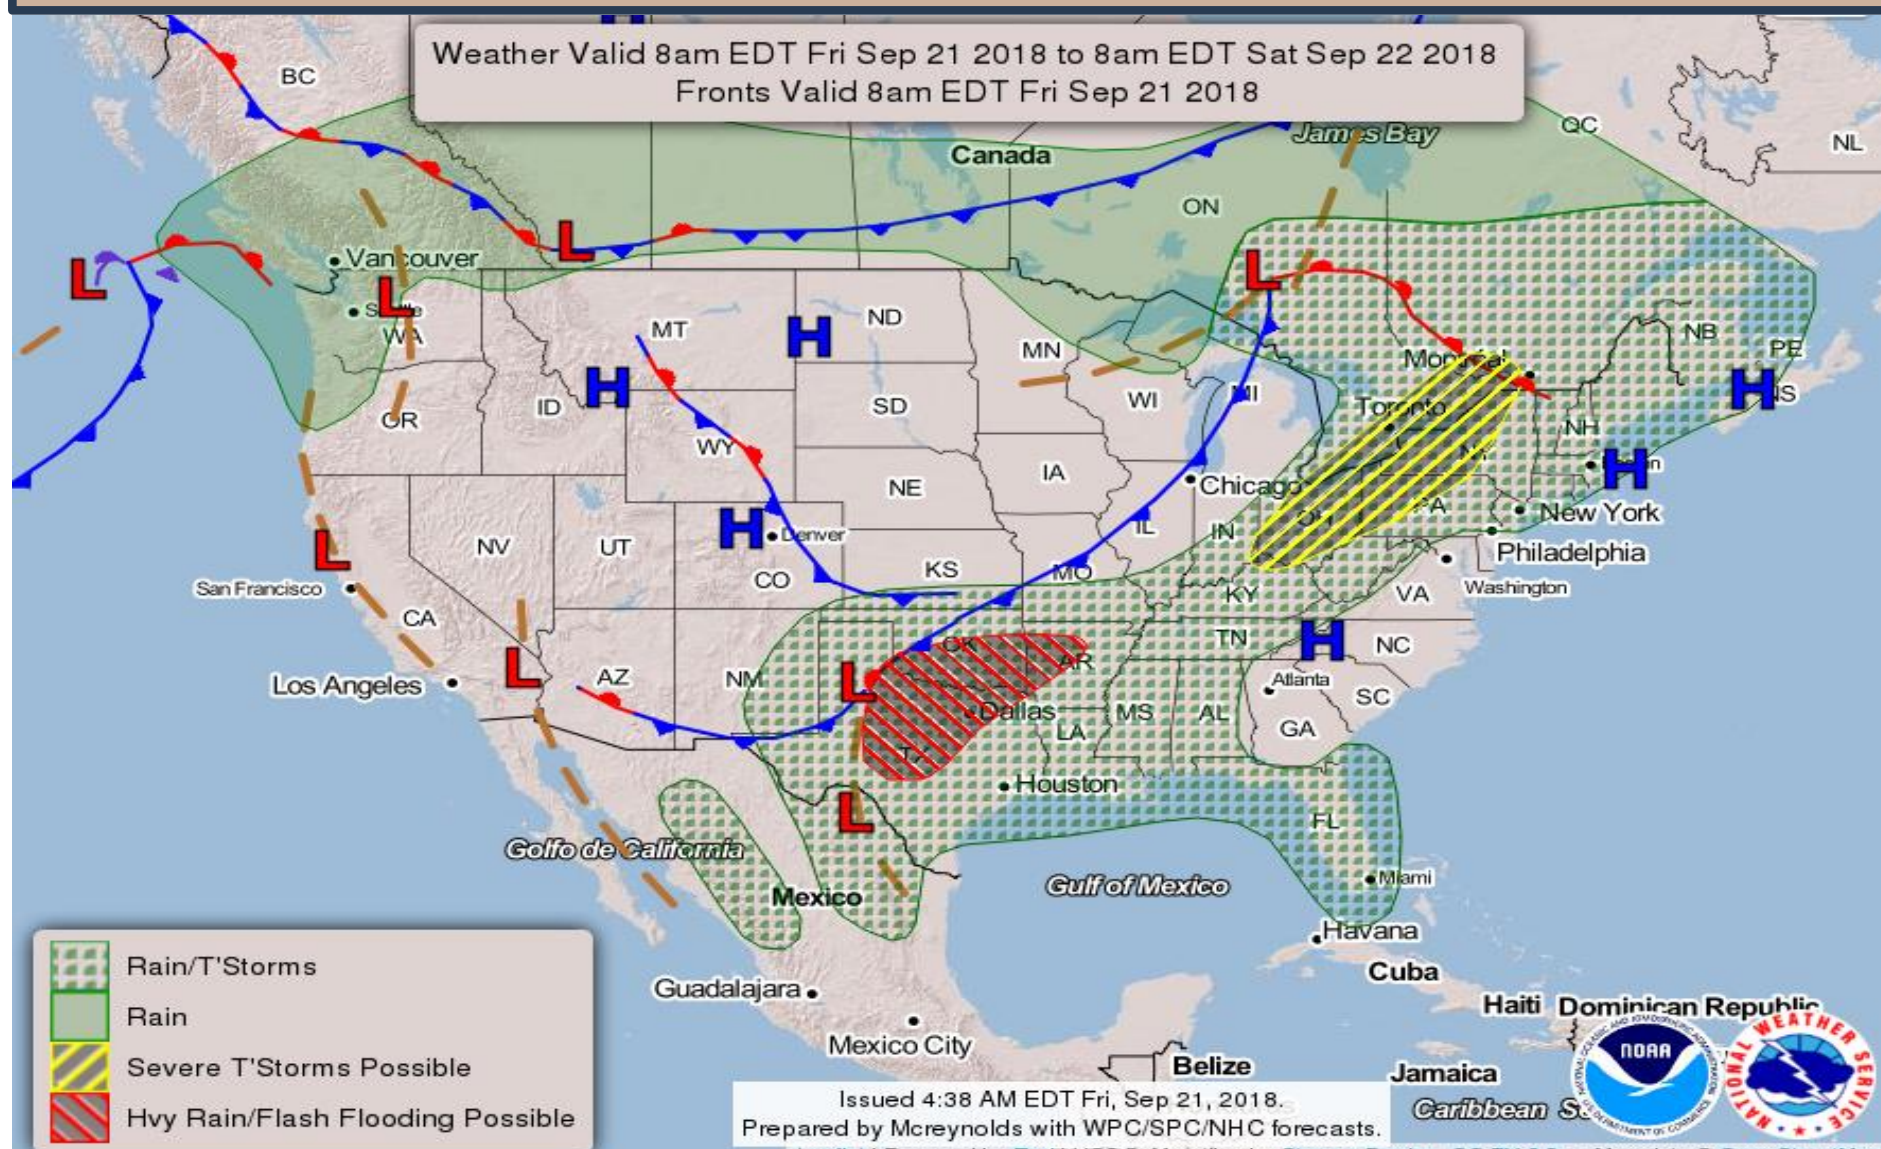 Weather Valid 8am EDT Fri Sep 21 2018 to 8am EDT Sat Sep 22 2018
Fronts Valid 8am EDT Fri Sep 21 2018
H
BC
James Bay
QC
NL
Canada
ON
L
Vancouver
L
L
L
WA
MT
H
ND
MN
Montréal
NB
PE
H
ID
H
SD
WI
MI
Toronto
H
NS
OR
WY
NH
IA
NE
Chicago
H
PA
New York
NV
UT
H
Denver
IL
IN
OH
Philadelphia
L
San Francisco
CO
KS
MO
KY
VA
Washington
CA
OK
TN
H
NC
Los Angeles
L
AZ
NM
L
AR
Atlanta
SC
Dallas
MS
AL
GA
LA
TX
Houston
L
FL
Golfo de California
Miami
Mexico
Gulf of Mexico
Havana
Cuba
Guadalajara
Haiti
Dominican Republic
Mexico City
Belize
Jamaica
Caribbean
Rain/T'Storms
Rain
Severe T'Storms Possible
Hvy Rain/Flash Flooding Possible
Issued 4:38 AM EDT Fri, Sep 21, 2018.
Prepared by Mcreynolds with WPC/SPC/NHC forecasts.
NOAA
NATIONAL WEATHER SERVICE